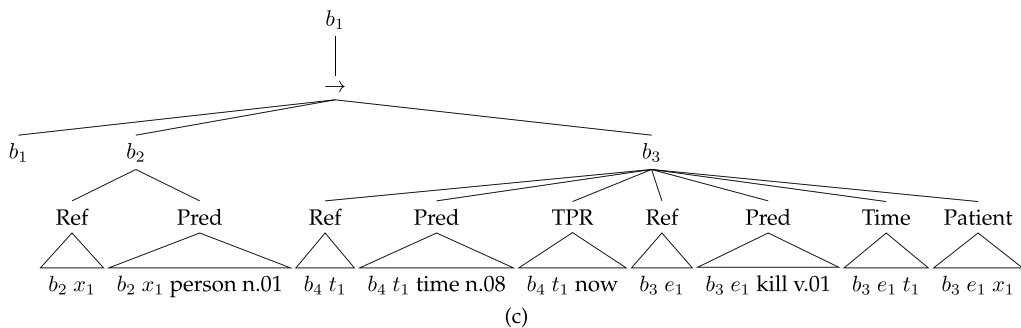 b₁
→
b₁ b₂ b₃
Ref Pred Ref Pred TPR Ref Pred Time Patient
b₂ x₁ b₂ x₁ person n.01 b₄ t₁ b₄ t₁ time n.08 b₄ t₁ now b₃ e₁ b₃ e₁ kill v.01 b₃ e₁ t₁ b₃ e₁ x₁
(c)